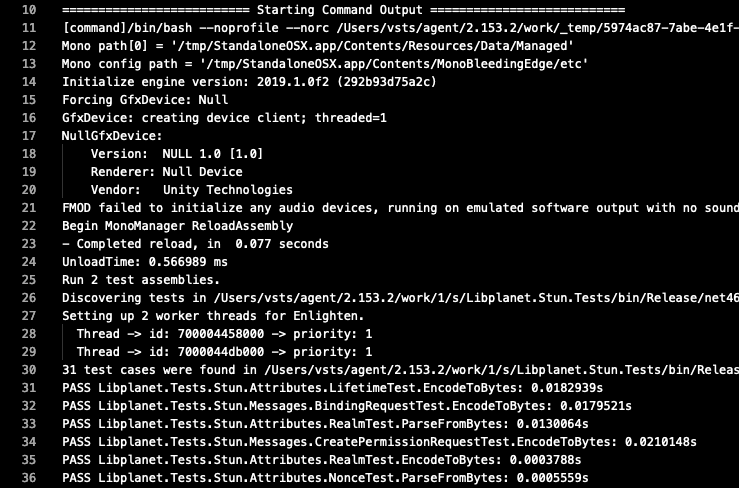 10 ========================== Starting Command Output ===========================
11 [command]/bin/bash --noprofile --norc /Users/vsts/agent/2.153.2/work/_temp/5974ac87-7abe-4e1f-
12 Mono path[0] = '/tmp/StandaloneOSX.app/Contents/Resources/Data/Managed'
13 Mono config path = '/tmp/StandaloneOSX.app/Contents/MonoBleedingEdge/etc'
14 Initialize engine version: 2019.1.0f2 (292b93d75a2c)
15 Forcing GfxDevice: Null
16 GfxDevice: creating device client; threaded=1
17 NullGfxDevice:
18     Version:  NULL 1.0 [1.0]
19     Renderer: Null Device
20     Vendor:   Unity Technologies
21 FMOD failed to initialize any audio devices, running on emulated software output with no sound
22 Begin MonoManager ReloadAssembly
23 - Completed reload, in  0.077 seconds
24 UnloadTime: 0.566989 ms
25 Run 2 test assemblies.
26 Discovering tests in /Users/vsts/agent/2.153.2/work/1/s/Libplanet.Stun.Tests/bin/Release/net46
27 Setting up 2 worker threads for Enlighten.
28   Thread -> id: 700004458000 -> priority: 1
29   Thread -> id: 7000044db000 -> priority: 1
30 31 test cases were found in /Users/vsts/agent/2.153.2/work/1/s/Libplanet.Stun.Tests/bin/Releas
31 PASS Libplanet.Tests.Stun.Attributes.LifetimeTest.EncodeToBytes: 0.0182939s
32 PASS Libplanet.Tests.Stun.Messages.BindingRequestTest.EncodeToBytes: 0.0179521s
33 PASS Libplanet.Tests.Stun.Attributes.RealmTest.ParseFromBytes: 0.0130064s
34 PASS Libplanet.Tests.Stun.Messages.CreatePermissionRequestTest.EncodeToBytes: 0.0210148s
35 PASS Libplanet.Tests.Stun.Attributes.RealmTest.EncodeToBytes: 0.0003788s
36 PASS Libplanet.Tests.Stun.Attributes.NonceTest.ParseFromBytes: 0.0005559s